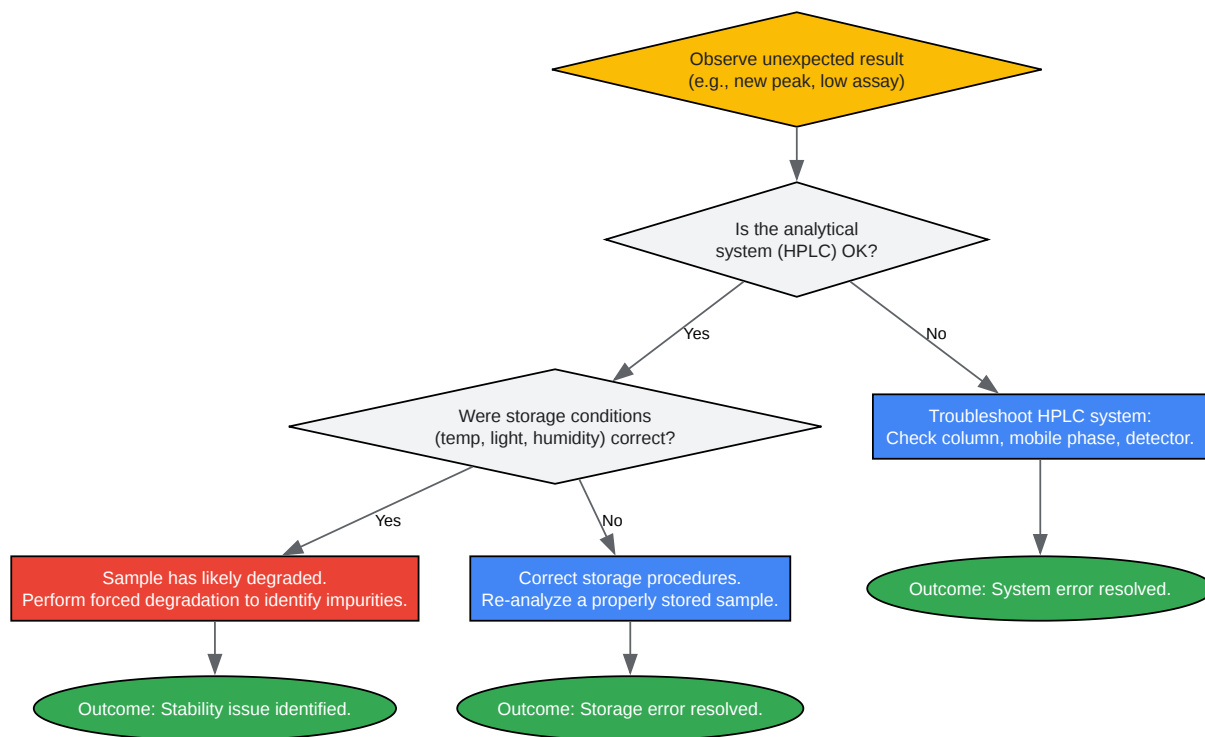 Observe unexpected result
(e.g., new peak, low assay)
Is the analytical
system (HPLC) OK?
Yes
No
Were storage conditions
(temp, light, humidity) correct?
Troubleshoot HPLC system:
Check column, mobile phase, detector.
Yes
No
Sample has likely degraded.
Perform forced degradation to identify impurities.
Correct storage procedures.
Re-analyze a properly stored sample.
Outcome: System error resolved.
Outcome: Stability issue identified.
Outcome: Storage error resolved.